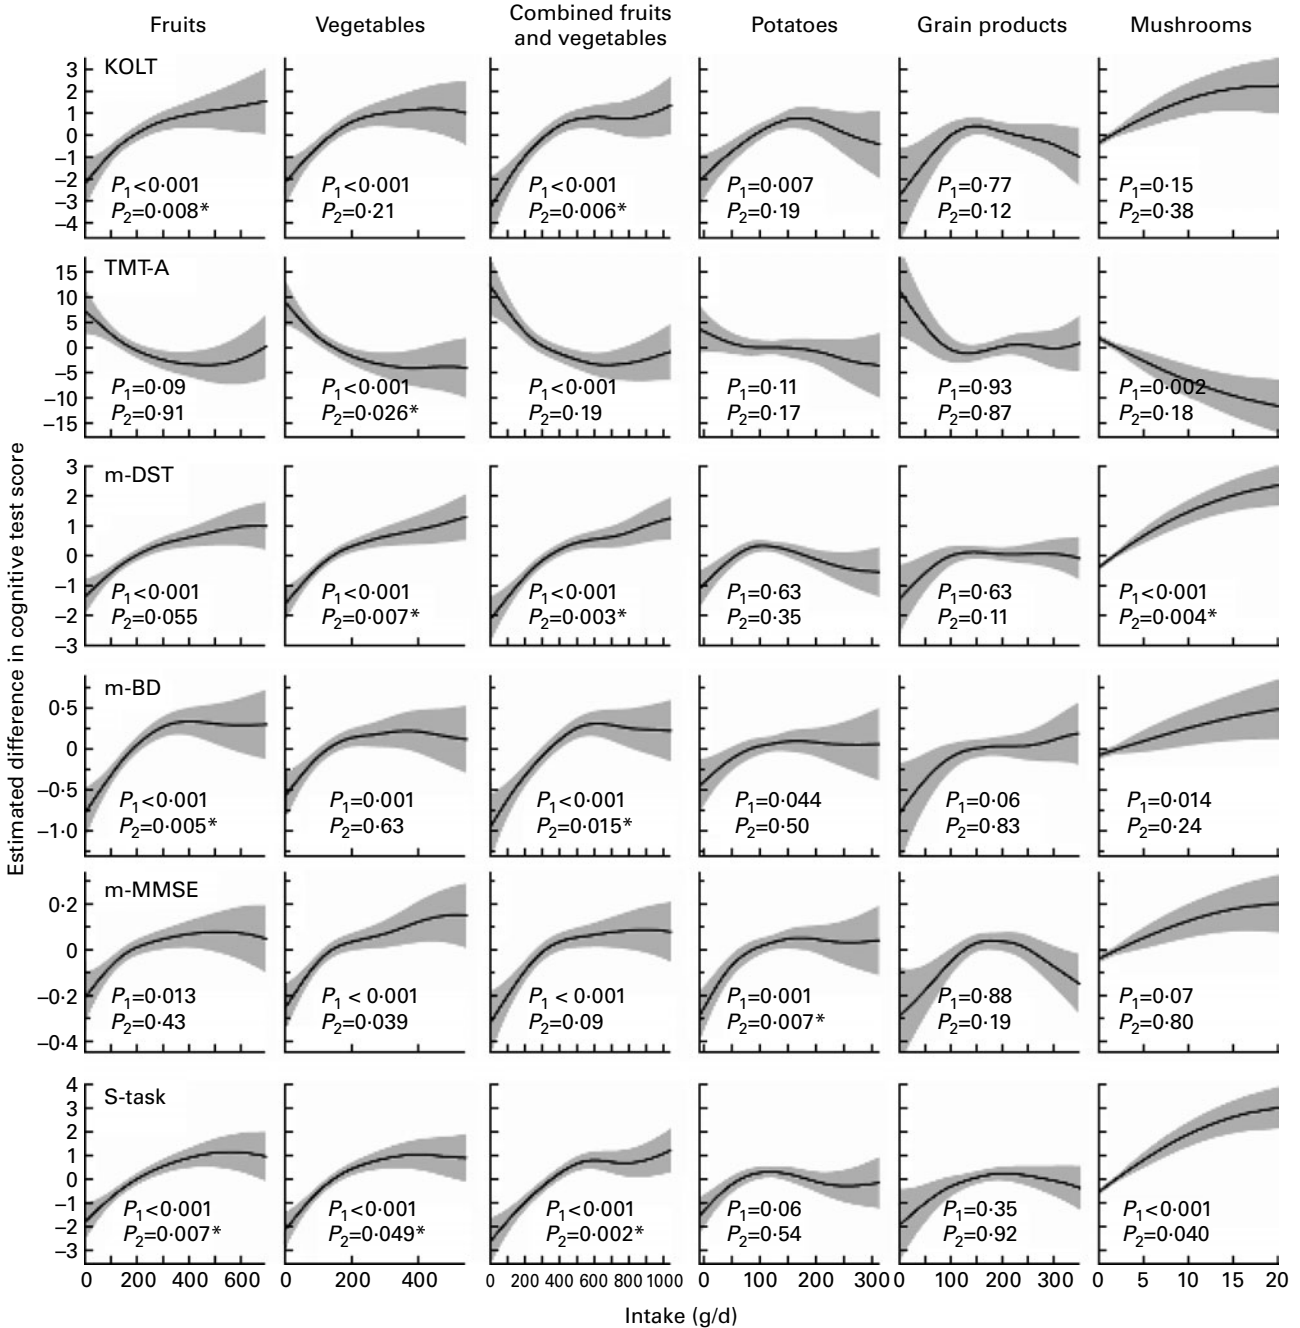 Fruits Vegetables Combined fruits and vegetables Potatoes Grain products Mushrooms
Estimated difference in cognitive test score
KOLT
3
2
1
0
−1
−2
−3
−4
P1<0·001 P1<0·001 P1<0·001 P1=0·007 P1=0·77 P1=0·15
P2=0·008* P2=0·21 P2=0·006* P2=0·19 P2=0·12 P2=0·38
TMT-A
15
10
5
0
−5
−10
−15
P1=0·09 P1<0·001 P1<0·001 P1=0·11 P1=0·93 P1=0·002
P2=0·91 P2=0·026* P2=0·19 P2=0·17 P2=0·87 P2=0·18
m-DST
3
2
1
0
−1
−2
−3
P1<0·001 P1<0·001 P1<0·001 P1=0·63 P1=0·63 P1<0·001
P2=0·055 P2=0·007* P2=0·003* P2=0·35 P2=0·11 P2=0·004*
m-BD
0·5
0
−0·5
−1·0
P1<0·001 P1=0·001 P1<0·001 P1=0·044 P1=0·06 P1=0·014
P2=0·005* P2=0·63 P2=0·015* P2=0·50 P2=0·83 P2=0·24
m-MMSE
0·2
0
−0·2
−0·4
P1=0·013 P1 < 0·001 P1 < 0·001 P1=0·001 P1=0·88 P1=0·07
P2=0·43 P2=0·039 P2=0·09 P2=0·007* P2=0·19 P2=0·80
S-task
4
3
2
1
0
−1
−2
−3
P1<0·001 P1<0·001 P1<0·001 P1=0·06 P1=0·35 P1<0·001
P2=0·007* P2=0·049* P2=0·002* P2=0·54 P2=0·92 P2=0·040
0 200 400 600 0 200 400 0 200 400 600 800 1000 0 100 200 300 0 100 200 300 0 5 10 15 20
Intake (g/d)